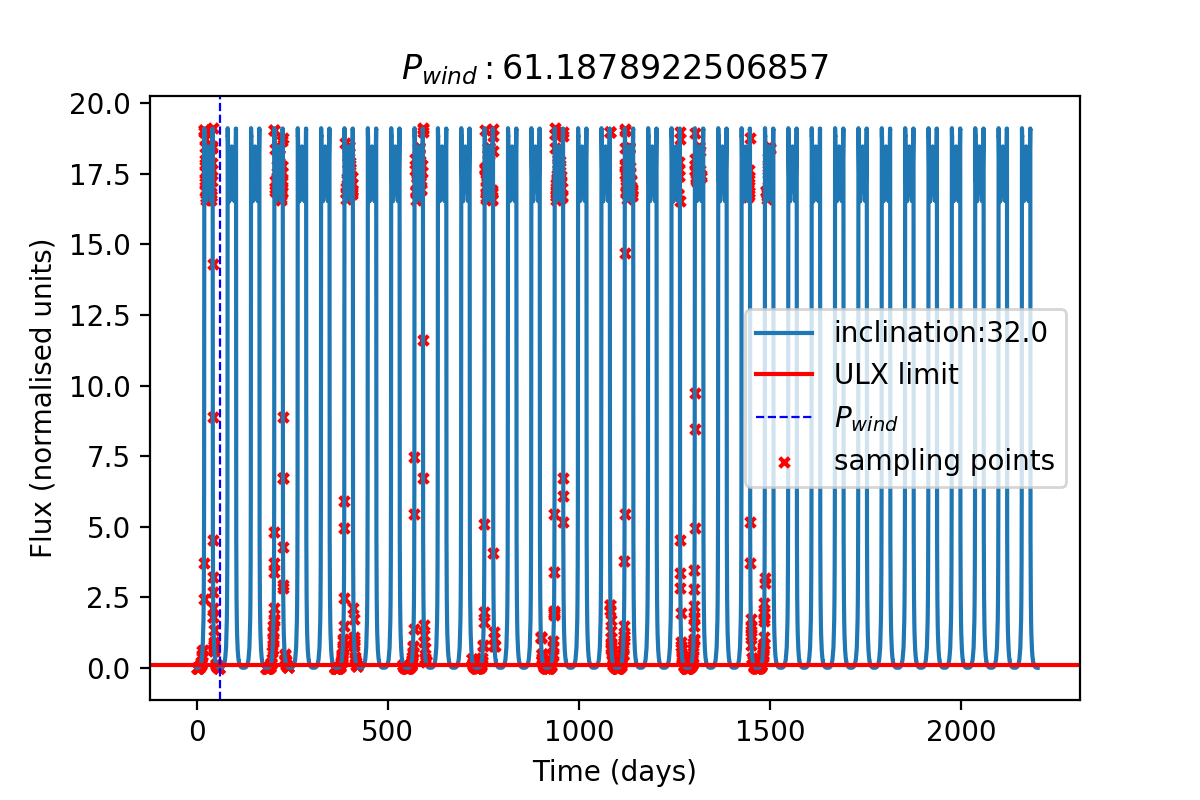 P_wind : 61.1878922506857
20.0
17.5
15.0
12.5
10.0
7.5
5.0
2.5
0.0
Flux (normalised units)
inclination:32.0
ULX limit
P_wind
sampling points
0 500 1000 1500 2000
Time (days)